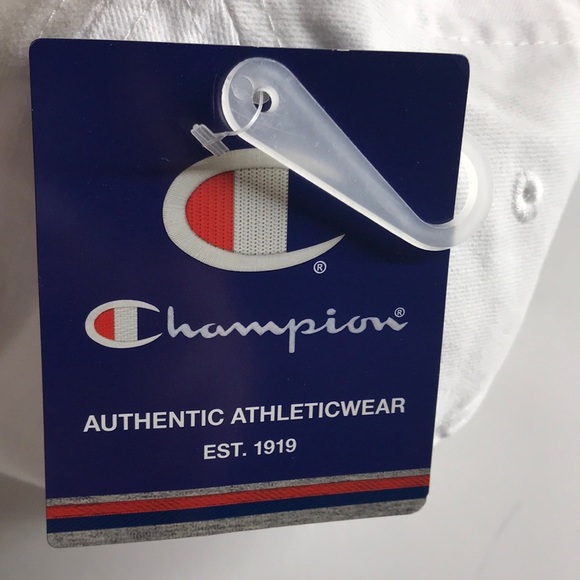 ®
Champion®
AUTHENTIC ATHLETICWEAR
EST. 1919